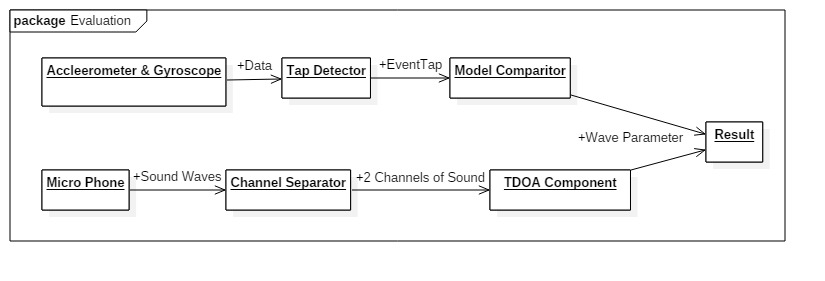 package Evaluation
Accleerometer & Gyroscope
+Data
Tap Detector
+EventTap
Model Comparitor
+Wave Parameter
Result
Micro Phone
+Sound Waves
Channel Separator
+2 Channels of Sound
TDOA Component